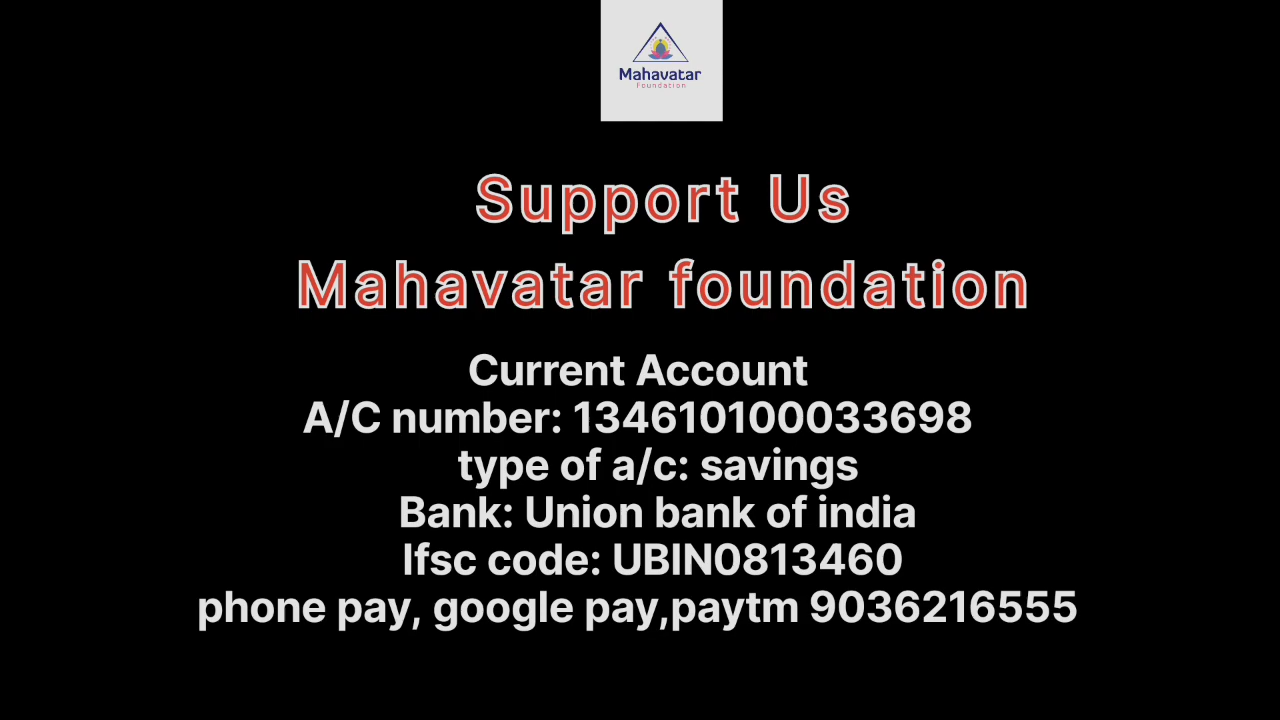 Mahavatar
Foundation
Support Us
Mahavatar foundation
Current Account
A/C number: 134610100033698
type of a/c: savings
Bank: Union bank of india
Ifsc code: UBIN0813460
phone pay, google pay,paytm 9036216555